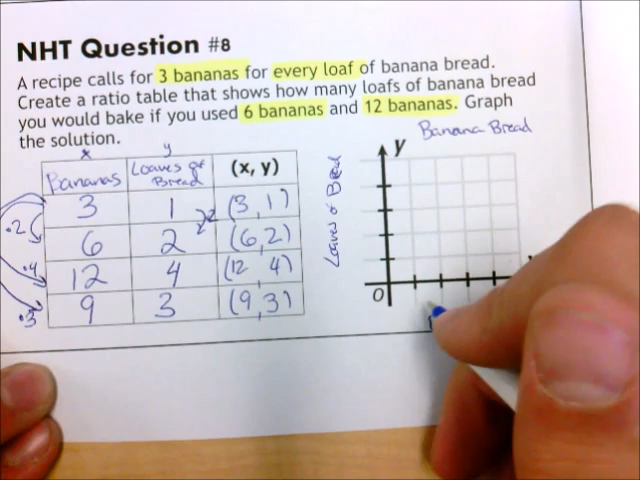 NHT Question #8
A recipe calls for 3 bananas for every loaf of banana bread.
Create a ratio table that shows how many loafs of banana bread
you would bake if you used 6 bananas and 12 bananas. Graph
the solution.
Banana Bread
x y
Bananas Loaves of Bread (x, y)
3 1 (3, 1)
6 2 (6,2)
12 4 (12 4)
9 3 (9,3)
·2
·4
·3
·2
Loaves of Bread
y
O